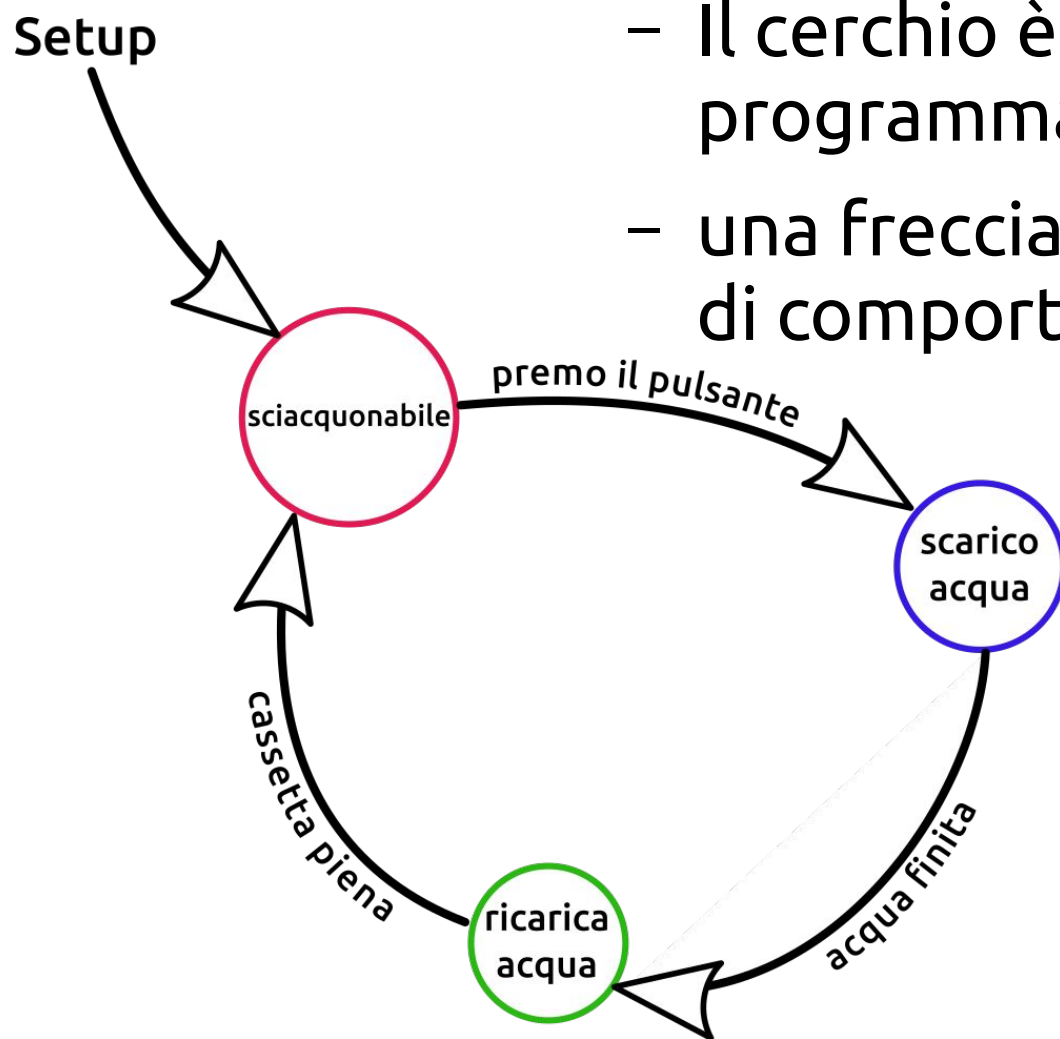 Setup
– Il cerchio è
programma
– una freccia
di comport
premo il pulsante
sciacquonabile
scarico
acqua
cassetta piena
acqua finita
ricarica
acqua